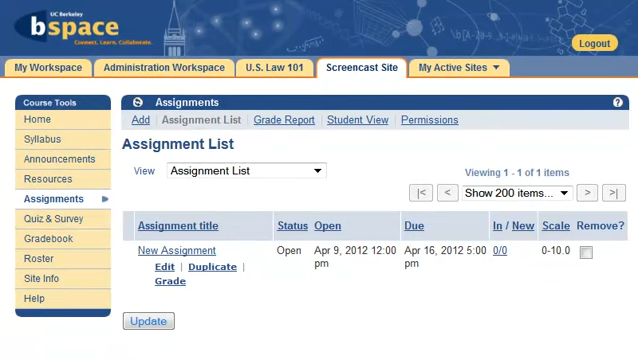 UC Berkeley
bspace
Connect. Learn. Collaborate.
Logout
My Workspace
Administration Workspace
U.S. Law 101
Screencast Site
My Active Sites
Course Tools
Home
Syllabus
Announcements
Resources
Assignments
Quiz & Survey
Gradebook
Roster
Site Info
Help
Assignments
?
Add | Assignment List | Grade Report | Student View | Permissions
Assignment List
View Assignment List
Viewing 1 - 1 of 1 items
|< < Show 200 items... > >|
Assignment title Status Open Due In / New Scale Remove?
New Assignment Open Apr 9, 2012 12:00 pm Apr 16, 2012 5:00 pm 0/0 0-10.0
Edit | Duplicate |
Grade
Update